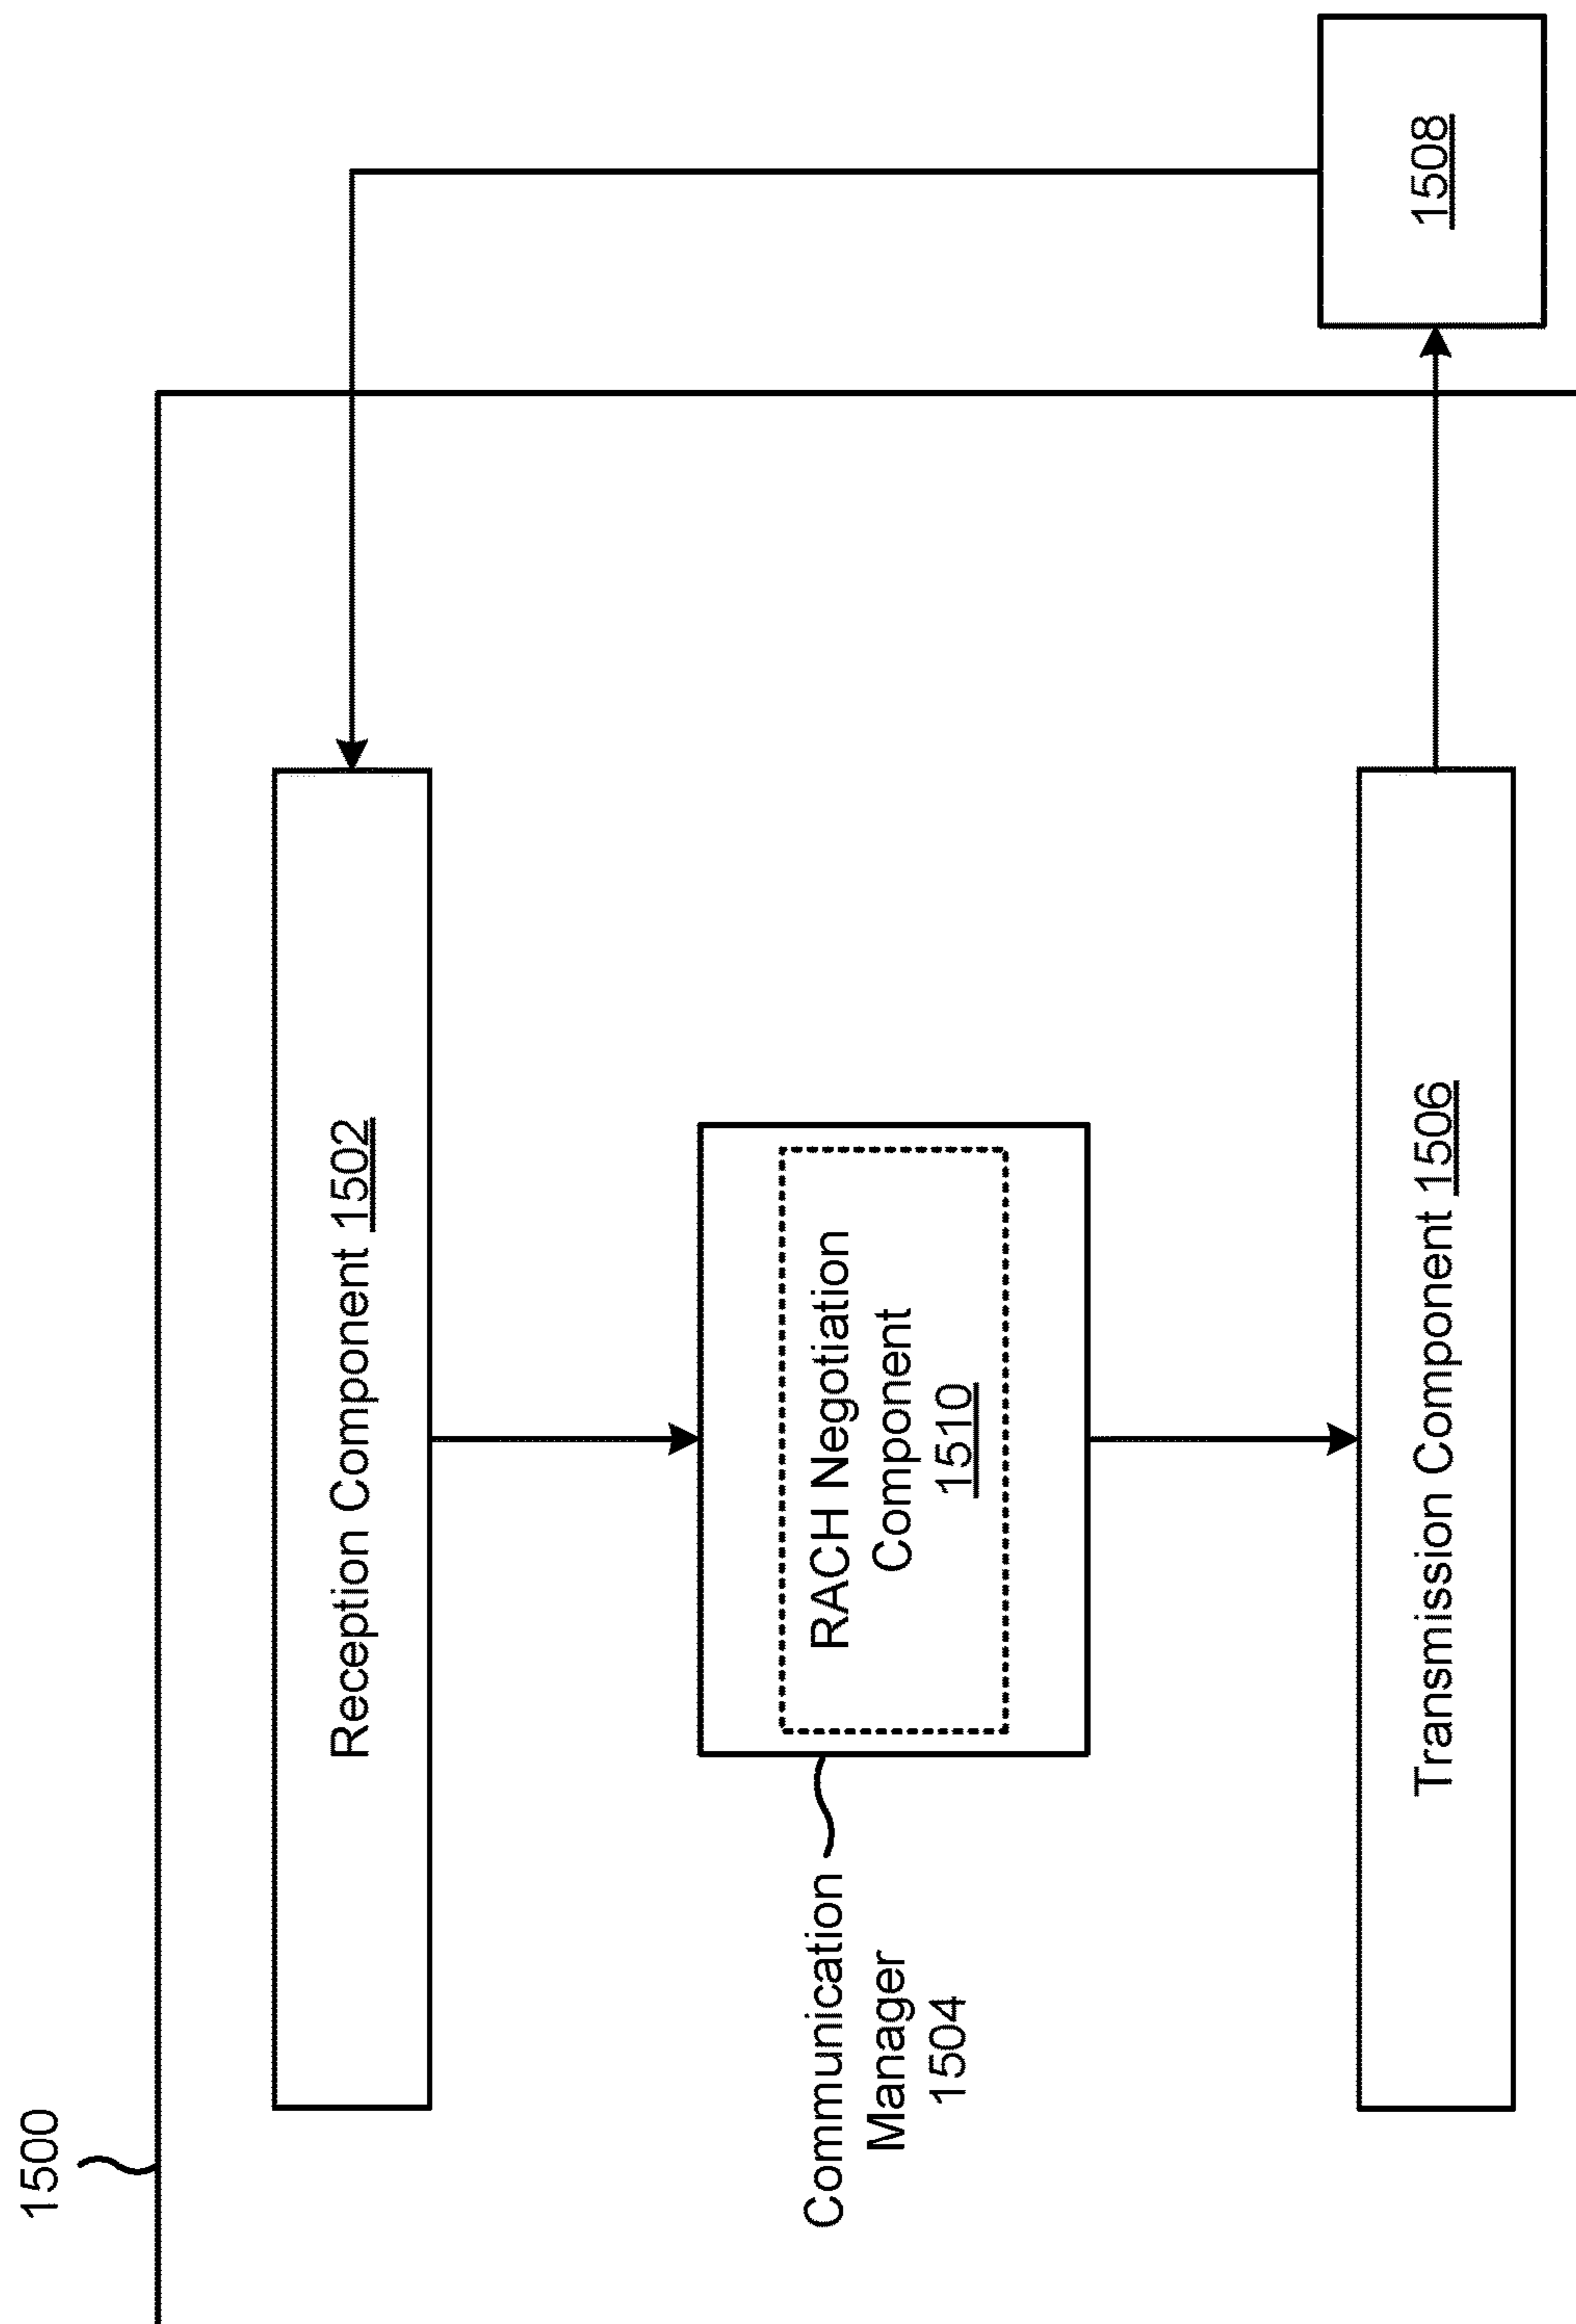 1500
Reception Component 1502
RACH Negotiation
Component
1510
Communication
Manager
1504
Transmission Component 1506
1508